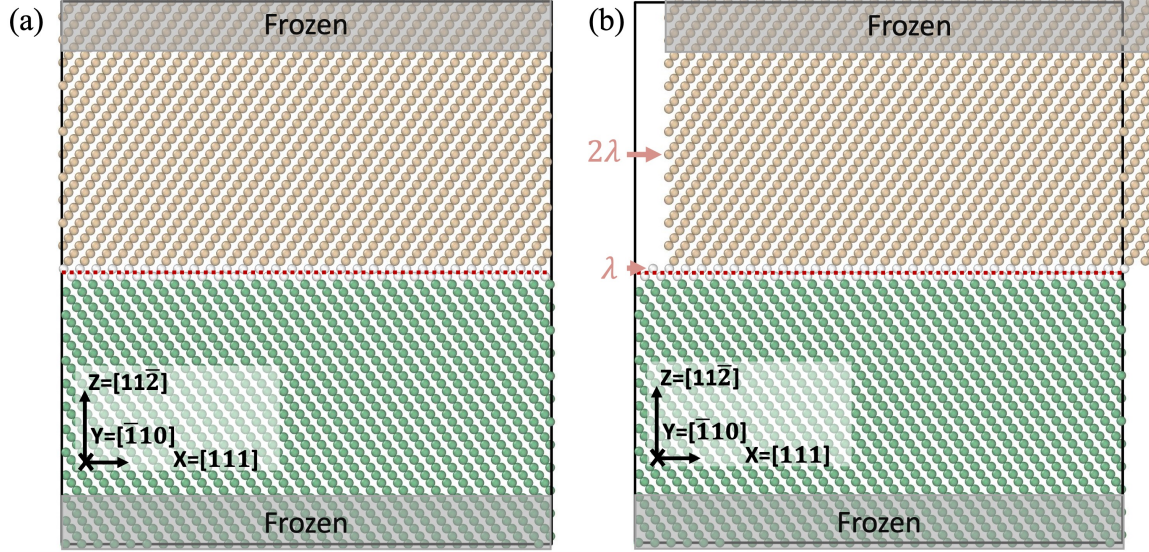 (a)
Frozen
Z=[112̅]
Y=[1̅10]
X=[111]
Frozen
(b)
Frozen
2λ
λ
Z=[112̅]
Y=[1̅10]
X=[111]
Frozen